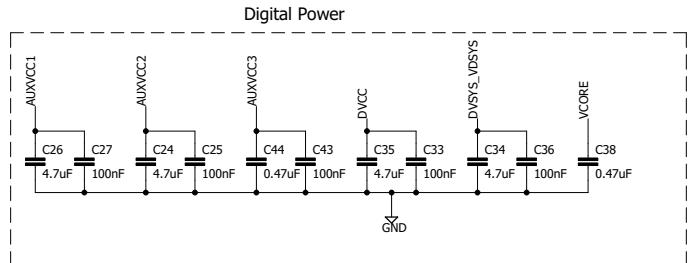 Digital Power
AUXVCC1
AUXVCC2
AUXVCC3
DVCC
DVSYS_VDSYS
VCORE
C26
4.7uF
C27
100nF
C24
4.7uF
C25
100nF
C44
0.47uF
C43
100nF
C35
4.7uF
C33
100nF
C34
4.7uF
C36
100nF
C38
0.47uF
GND